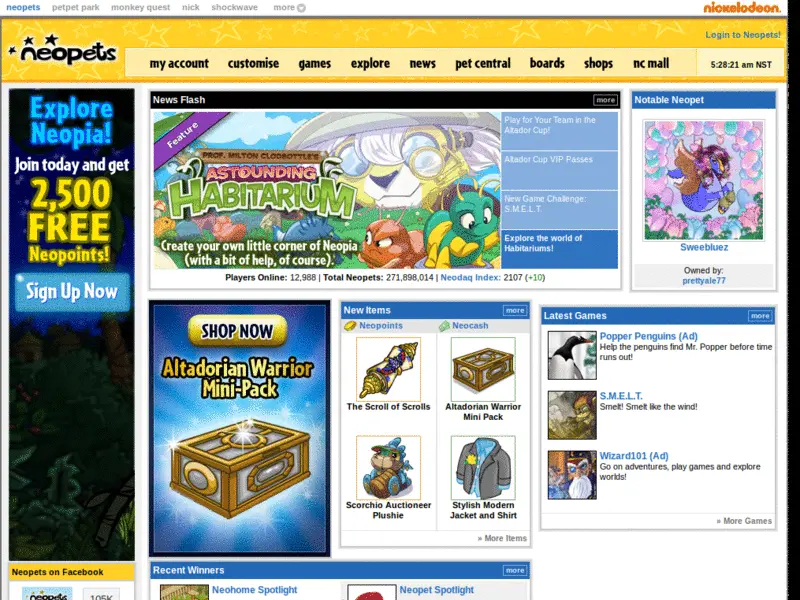 neopets petpet park monkey quest nick shockwave more
nickelodeon.
Login to Neopets!
neopets
my account customise games explore news pet central boards shops nc mall
5:28:21 am NST
Explore
Neopia!
Join today and get
2,500
FREE
Neopoints!
Sign Up Now
News Flash more
Feature
PROF. MILTON CLODBOTTLE'S
ASTOUNDING
HABITARIUM
Create your own little corner of Neopia
(with a bit of help, of course).
Play for Your Team in the
Altador Cup!
Altador Cup VIP Passes
New Game Challenge:
S.M.E.L.T.
Explore the world of
Habitariums!
Players Online: 12,988 | Total Neopets: 271,898,014 | Neodaq Index: 2107 (+10)
Notable Neopet
Sweebluez
Owned by:
prettyale77
SHOP NOW
Altadorian Warrior
Mini-Pack
New Items more
Neopoints Neocash
The Scroll of Scrolls
Altadorian Warrior
Mini Pack
Scorchio Auctioneer
Plushie
Stylish Modern
Jacket and Shirt
» More Items
Latest Games more
Popper Penguins (Ad)
Help the penguins find Mr. Popper before time
runs out!
S.M.E.L.T.
Smelt! Smelt like the wind!
Wizard101 (Ad)
Go on adventures, play games and explore
worlds!
» More Games
Neopets on Facebook
neopets
105K
Recent Winners more
Neohome Spotlight
Neopet Spotlight